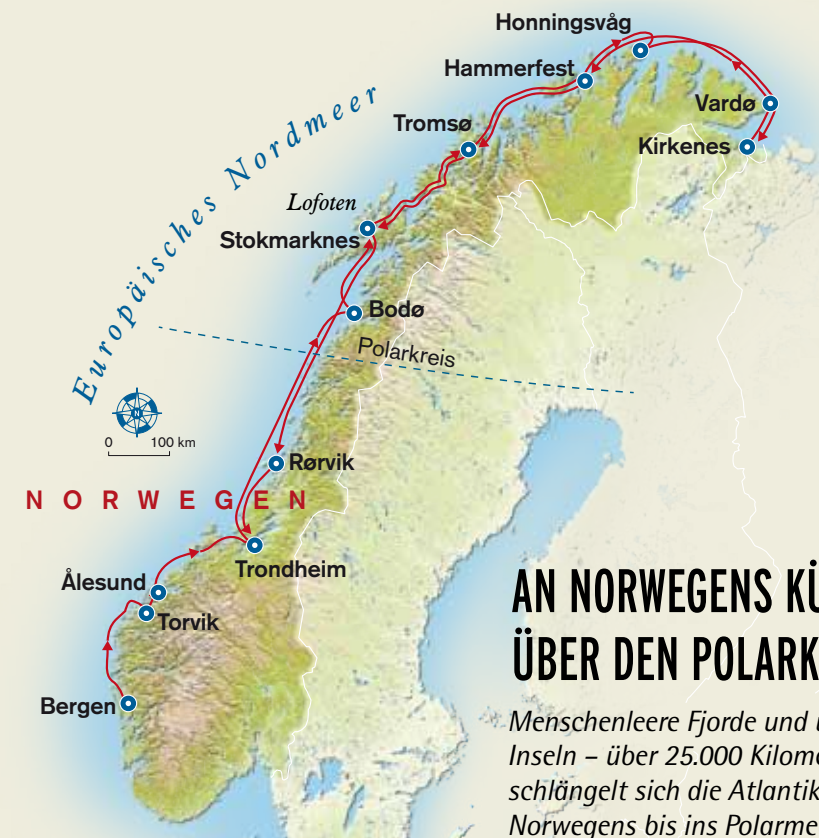 Honningsvåg
Hammerfest
Vardø
Tromsø
Kirkenes
Europäisches Nordmeer
Lofoten
Stokmarknes
Bodø
Polarkreis
N
0 100 km
Rørvik
NORWEGEN
Trondheim
Ålesund
Torvik
Bergen
AN NORWEGENS KÜ
ÜBER DEN POLARK
Menschenleere Fjorde und u
Inseln – über 25.000 Kilome
schlängelt sich die Atlantik
Norwegens bis ins Polarme